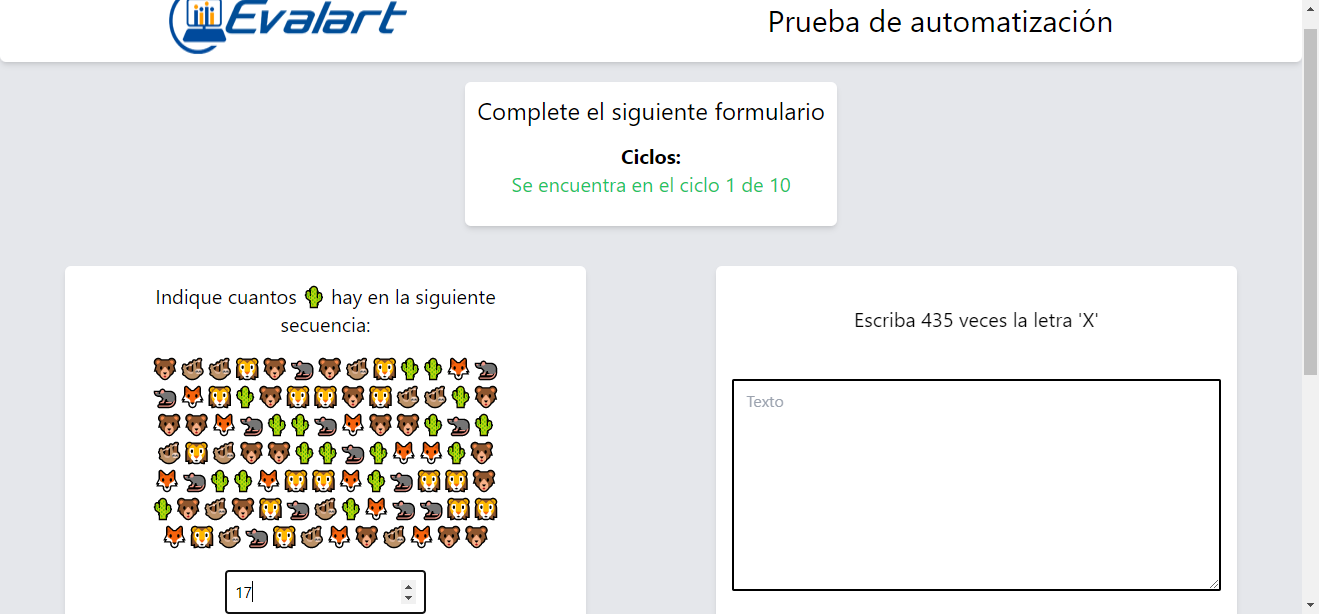 Evalart
Prueba de automatización
Complete el siguiente formulario
Ciclos:
Se encuentra en el ciclo 1 de 10
Indique cuantos 🌵 hay en la siguiente
secuencia:
17
Escriba 435 veces la letra 'X'
Texto